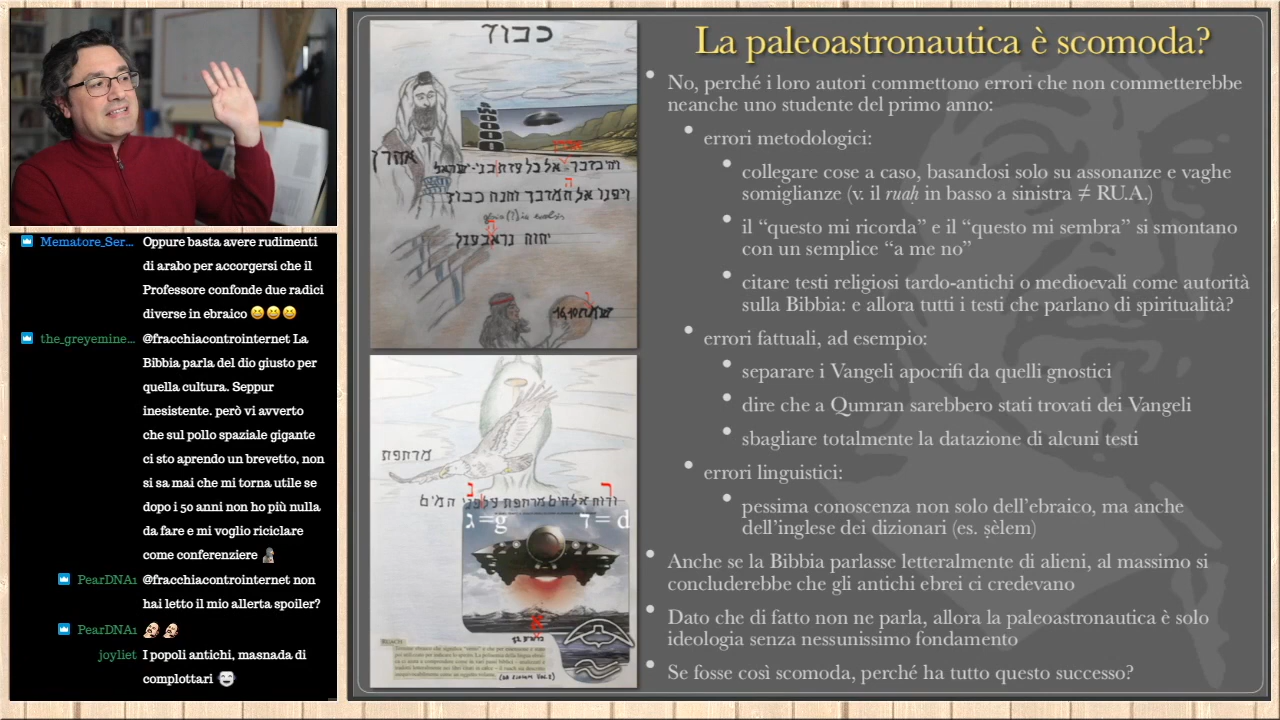 La paleoastronautica è scomoda?
No, perché i loro autori commettono errori che non commetterebbe
neanche uno studente del primo anno:
errori metodologici:
collegare cose a caso, basandosi solo su assonanze e vaghe
somiglianze (v. il ruaḥ in basso a sinistra ≠ RU.A.)
il “questo mi ricorda” e il “questo mi sembra” si smontano
con un semplice “a me no”
citare testi religiosi tardo-antichi o medioevali come autorità
sulla Bibbia: e allora tutti i testi che parlano di spiritualità?
errori fattuali, ad esempio:
separare i Vangeli apocrifi da quelli gnostici
dire che a Qumran sarebbero stati trovati dei Vangeli
sbagliare totalmente la datazione di alcuni testi
errori linguistici:
pessima conoscenza non solo dell’ebraico, ma anche
dell’inglese dei dizionari (es. ṣèlem)
Anche se la Bibbia parlasse letteralmente di alieni, al massimo si
concluderebbe che gli antichi ebrei ci credevano
Dato che di fatto non ne parla, allora la paleoastronautica è solo
ideologia senza nessunissimo fondamento
Se fosse così scomoda, perché ha tutto questo successo?
כבוד
אהרן
מרחפת
ג=g ד=d
Mematore_Ser... Oppure basta avere rudimenti
di arabo per accorgersi che il
Professore confonde due radici
diverse in ebraico 😀😀😀
the_greyemine... @fracchiacontrointernet La
Bibbia parla del dio giusto per
quella cultura. Seppur
inesistente. però vi avverto
che sul pollo spaziale gigante
ci sto aprendo un brevetto, non
si sa mai che mi torna utile se
dopo i 50 anni non ho più nulla
da fare e mi voglio riciclare
come conferenziere
PearDNA1 @fracchiacontrointernet non
hai letto il mio allerta spoiler?
PearDNA1
joyliet I popoli antichi, masnada di
complottari